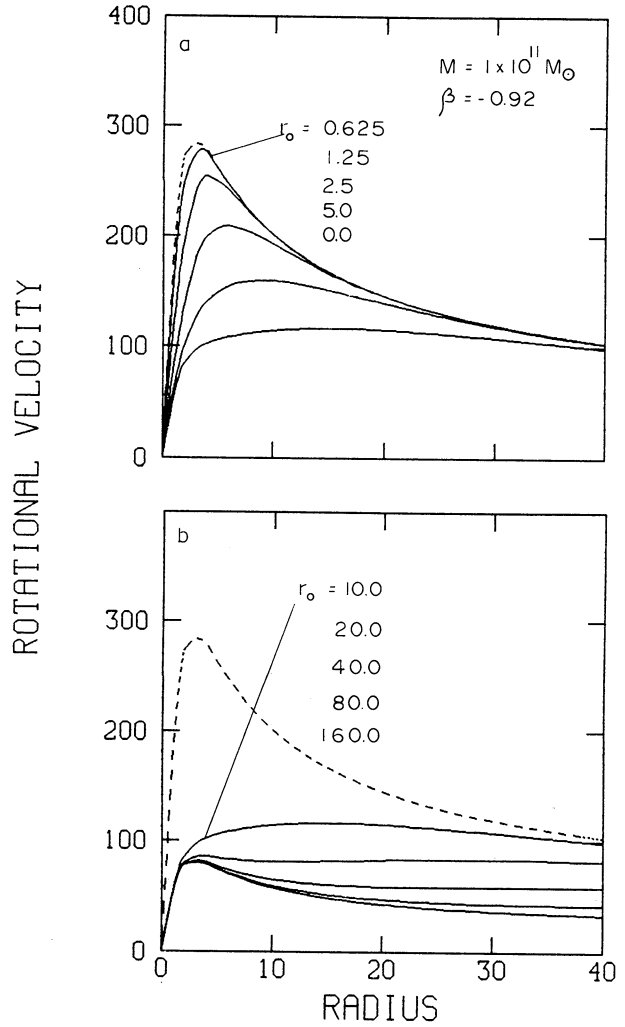 ROTATIONAL VELOCITY
400
a
M = 1 x 10^11 M⊙
β = -0.92
300
r₀ = 0.625
1.25
2.5
5.0
0.0
200
100
0
b
r₀ = 10.0
300
20.0
40.0
80.0
200
160.0
100
0
0 10 20 30 40
RADIUS